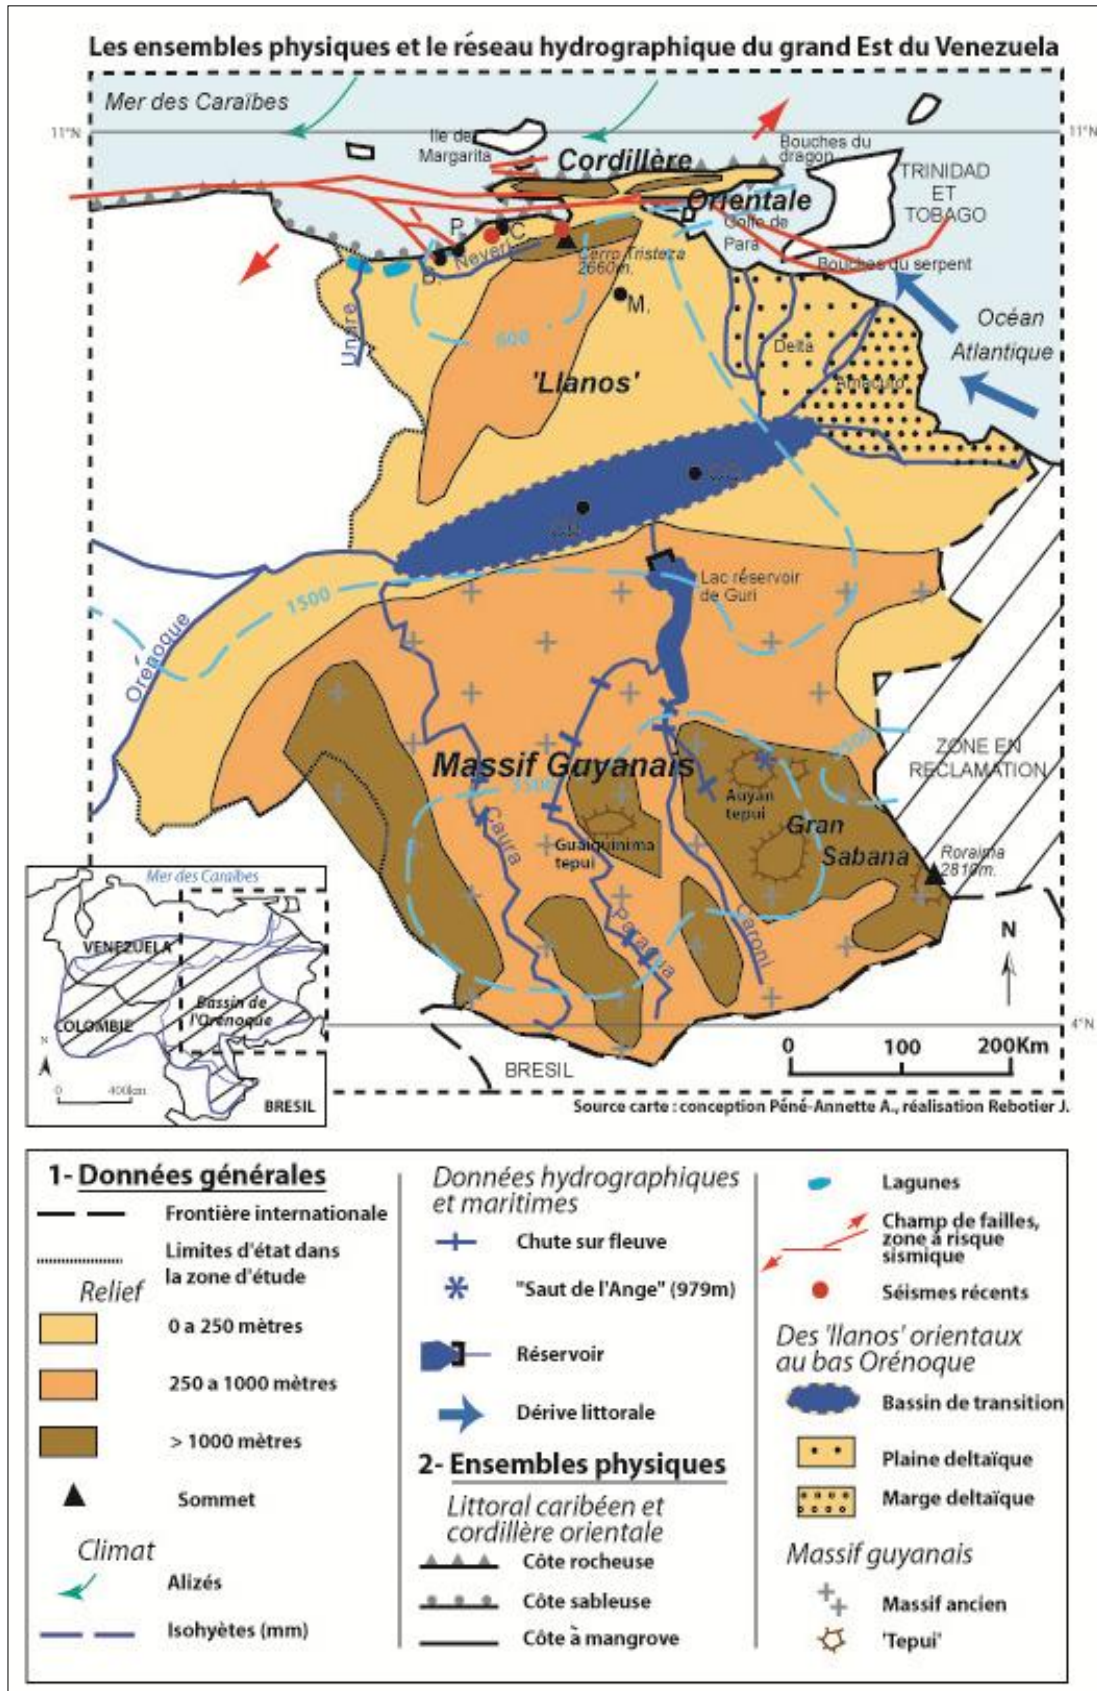 Les ensembles physiques et le réseau hydrographique du grand Est du Venezuela
Mer des Caraïbes
11°N
11°N
Ile de
Margarita
Cordillère
Orientale
Bouches du
dragon
TRINIDAD
ET
TOBAGO
Golfe de
Para
Bouches du serpent
P.
C.
B.
Neveri
Cerro Tristeza
2660m.
M.
Unare
600
'Llanos'
Delta
Amacuro
Océan
Atlantique
Orénoque
1500
Lac réservoir
de Guri
Massif Guyanais
3500
ZONE EN
RECLAMATION
Auyan
tepui
Gran
Sabana
Guaiquinima
tepui
Roraima
2810m.
Caura
Paragua
Caroni
N
4°N
0 100 200Km
BRESIL
Mer des Caraïbes
VENEZUELA
COLOMBIE
Bassin de
l'Orénoque
N
0 400km
BRESIL
Source carte : conception Péné-Annette A., réalisation Rebotier J.
1- Données générales
Frontière internationale
Limites d'état dans
la zone d'étude
Relief
0 a 250 mètres
250 a 1000 mètres
> 1000 mètres
Sommet
Climat
Alizés
Isohyètes (mm)
Données hydrographiques
et maritimes
Chute sur fleuve
"Saut de l'Ange" (979m)
Réservoir
Dérive littorale
2- Ensembles physiques
Littoral caribéen et
cordillère orientale
Côte rocheuse
Côte sableuse
Côte à mangrove
Lagunes
Champ de failles,
zone à risque
sismique
Séismes récents
Des 'llanos' orientaux
au bas Orénoque
Bassin de transition
Plaine deltaïque
Marge deltaïque
Massif guyanais
Massif ancien
'Tepui'